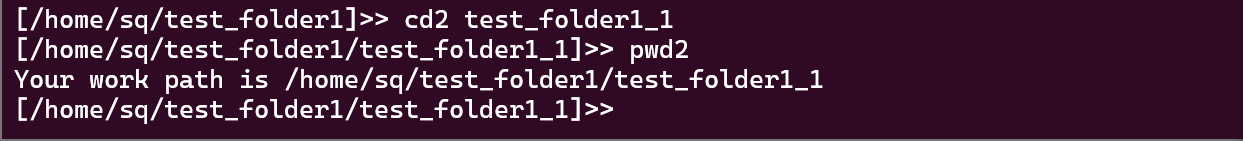 [/home/sq/test_folder1]>> cd2 test_folder1_1
[/home/sq/test_folder1/test_folder1_1]>> pwd2
Your work path is /home/sq/test_folder1/test_folder1_1
[/home/sq/test_folder1/test_folder1_1]>>